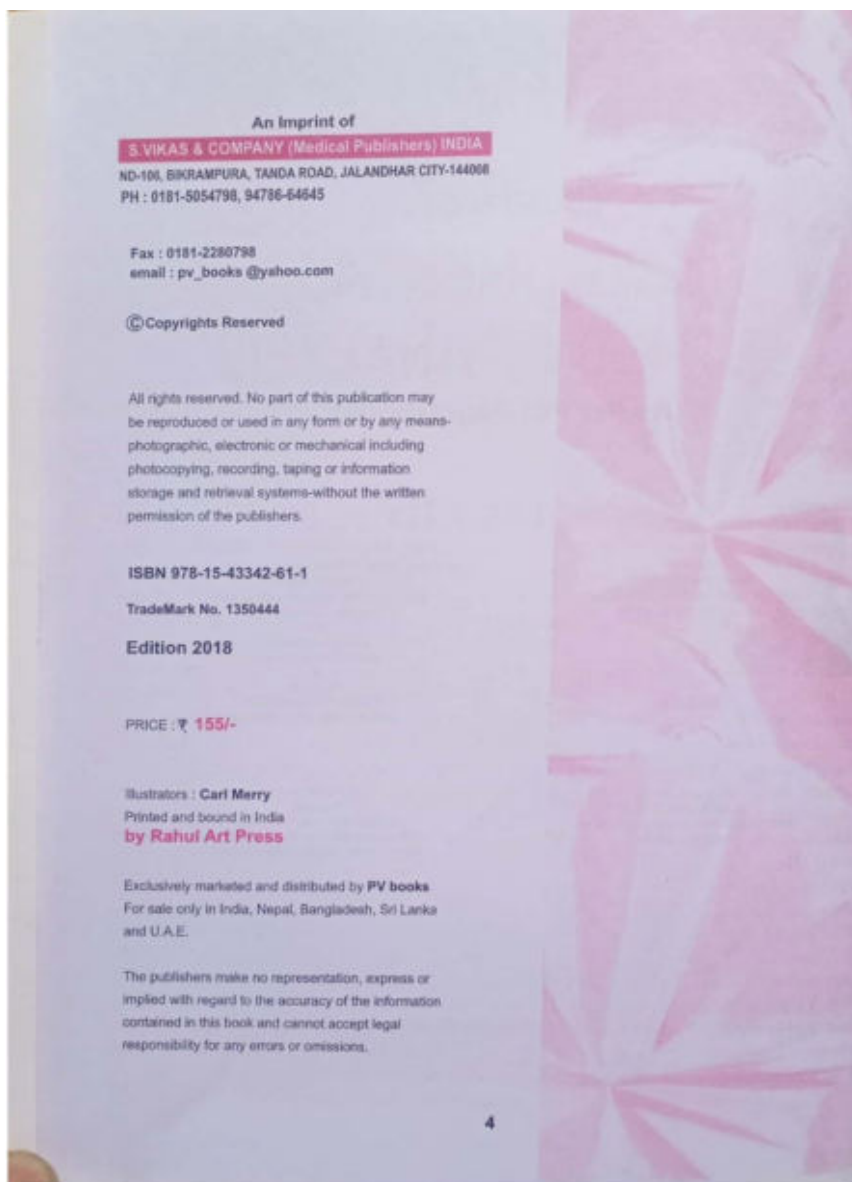 An Imprint of
S.VIKAS & COMPANY (Medical Publishers) INDIA
ND-106, BIKRAMPURA, TANDA ROAD, JALANDHAR CITY-144008
PH : 0181-5054798, 94786-64645
Fax : 0181-2280798
email : pv_books @yahoo.com
©Copyrights Reserved
All rights reserved. No part of this publication may
be reproduced or used in any form or by any means-
photographic, electronic or mechanical including
photocopying, recording, taping or information
storage and retrieval systems-without the written
permission of the publishers.
ISBN 978-15-43342-61-1
TradeMark No. 1350444
Edition 2018
PRICE : ₹ 155/-
Illustrators : Carl Merry
Printed and bound in India
by Rahul Art Press
Exclusively marketed and distributed by PV books
For sale only in India, Nepal, Bangladesh, Sri Lanka
and U.A.E.
The publishers make no representation, express or
implied with regard to the accuracy of the information
contained in this book and cannot accept legal
responsibility for any errors or omissions.
4